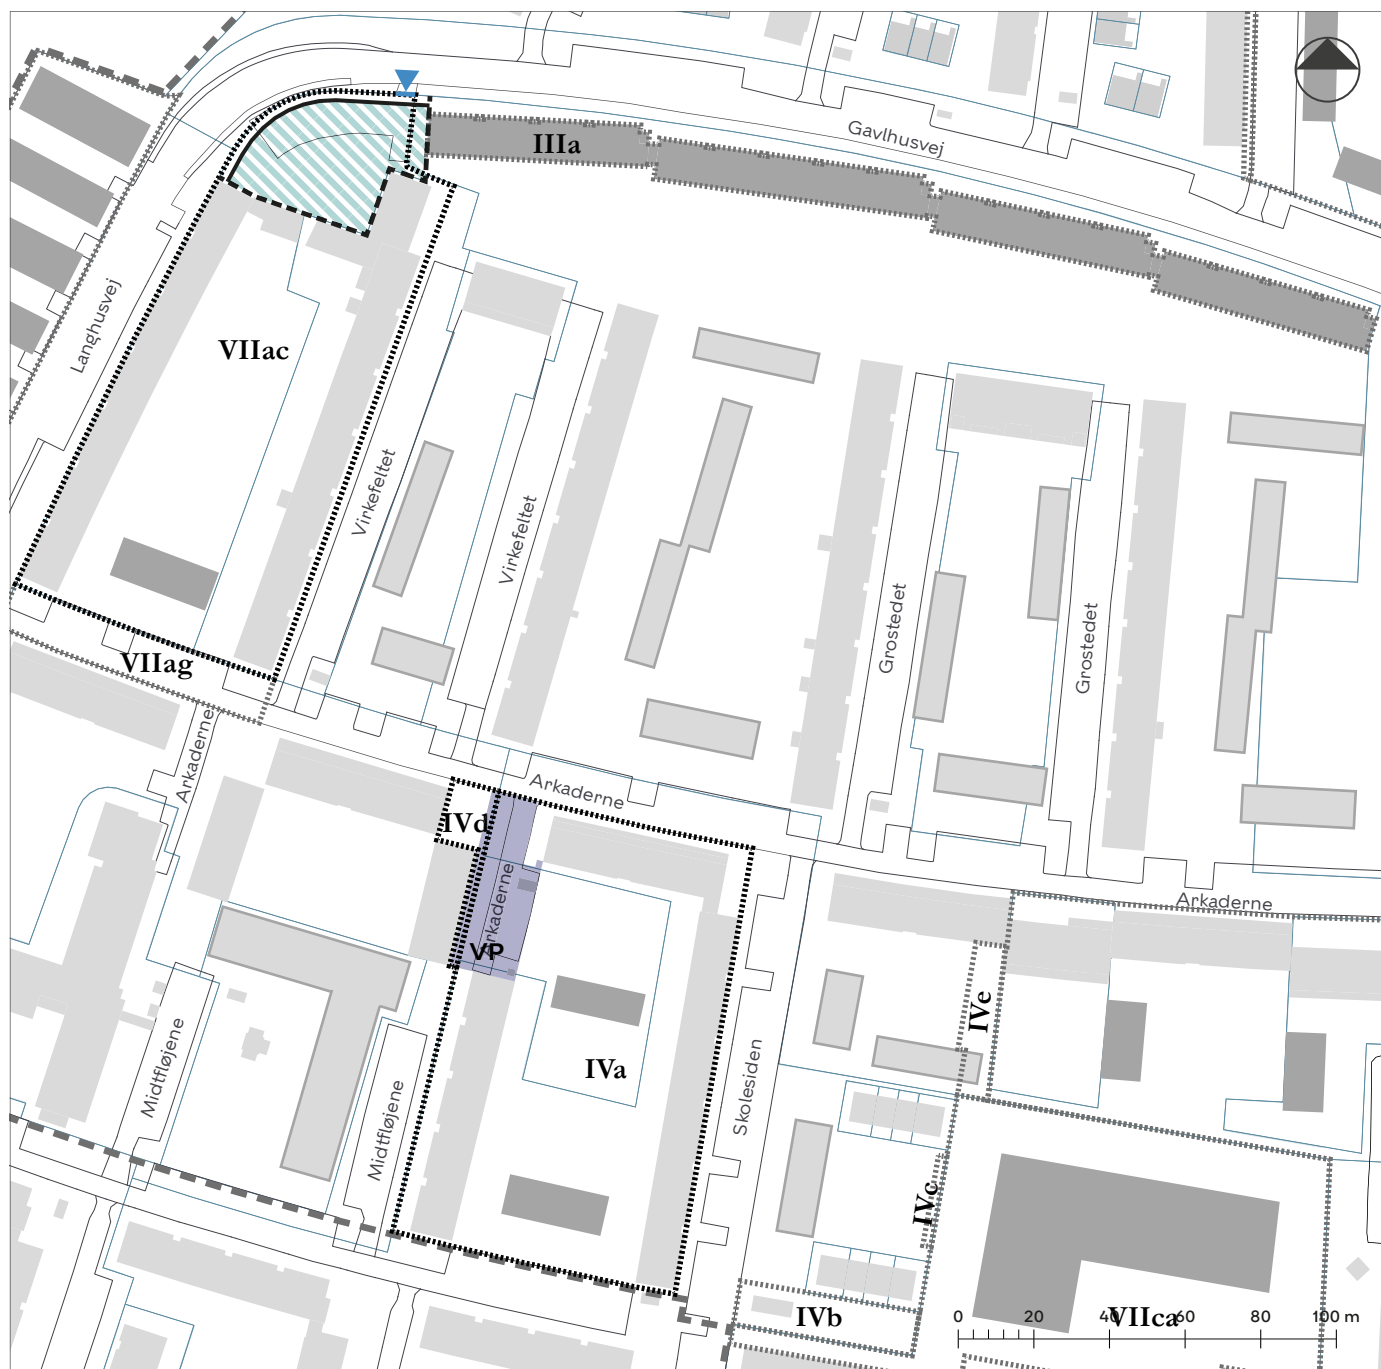 Gavlhusvej
IIIa
Langhusvej
VIIac
Virkefeltet
Virkefeltet
Grostedet
Grostedet
VIIag
Arkaderne
Arkaderne
IVd
Arkaderne
VP
Arkaderne
IVe
Midtfløjene
Midtfløjene
IVa
Skolesiden
IVc
IVb
VIIca
0 20 40 60 80 100 m